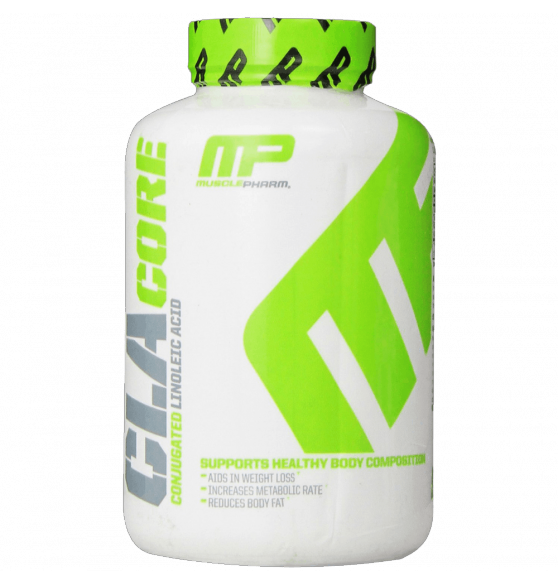 MP
MUSCLEPHARM®
CLA CORE
CONJUGATED LINOLEIC ACID
SUPPORTS HEALTHY BODY COMPOSITION
AIDS IN WEIGHT LOSS
INCREASES METABOLIC RATE
REDUCES BODY FAT